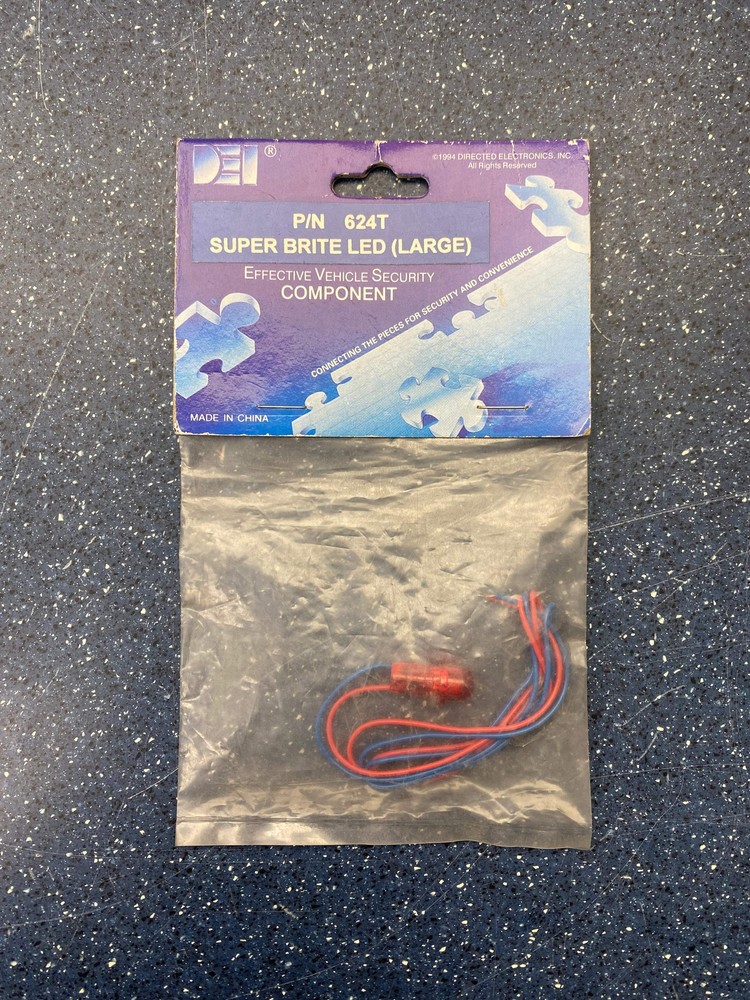 DEI®
©1994 DIRECTED ELECTRONICS, INC.
All Rights Reserved
P/N 624T
SUPER BRITE LED (LARGE)
EFFECTIVE VEHICLE SECURITY
COMPONENT
CONNECTING THE PIECES FOR SECURITY AND CONVENIENCE
MADE IN CHINA